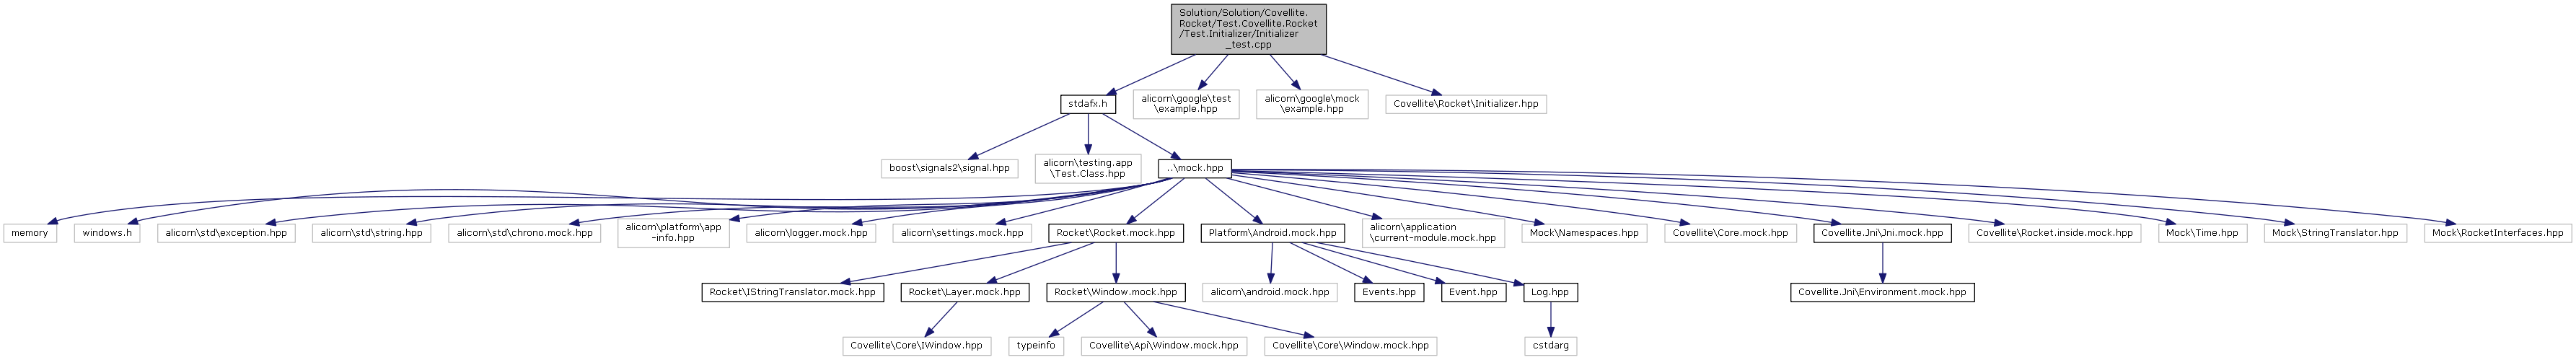 Solution/Solution/Covellite.
Rocket/Test.Covellite.Rocket
/Test.Initializer/Initializer
_test.cpp
stdafx.h
alicorn\google\test
\example.hpp
alicorn\google\mock
\example.hpp
Covellite\Rocket\Initializer.hpp
boost\signals2\signal.hpp
alicorn\testing.app
\Test.Class.hpp
..\mock.hpp
memory
windows.h
alicorn\std\exception.hpp
alicorn\std\string.hpp
alicorn\std\chrono.mock.hpp
alicorn\platform\app
-info.hpp
alicorn\logger.mock.hpp
alicorn\settings.mock.hpp
Rocket\Rocket.mock.hpp
Platform\Android.mock.hpp
alicorn\application
\current-module.mock.hpp
Mock\Namespaces.hpp
Covellite\Core.mock.hpp
Covellite.Jni\Jni.mock.hpp
Covellite\Rocket.inside.mock.hpp
Mock\Time.hpp
Mock\StringTranslator.hpp
Mock\RocketInterfaces.hpp
Rocket\IStringTranslator.mock.hpp
Rocket\Layer.mock.hpp
Rocket\Window.mock.hpp
alicorn\android.mock.hpp
Events.hpp
Event.hpp
Log.hpp
Covellite.Jni\Environment.mock.hpp
Covellite\Core\IWindow.hpp
typeinfo
Covellite\Api\Window.mock.hpp
Covellite\Core\Window.mock.hpp
cstdarg